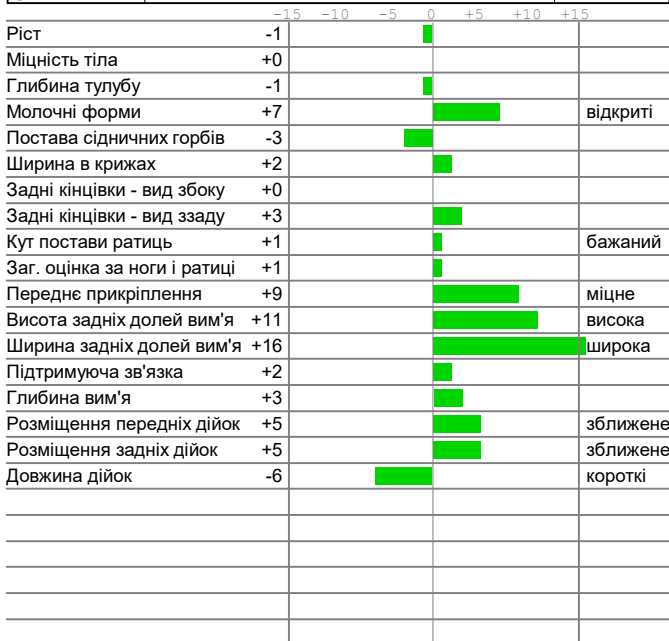 -15 -10 -5 0 +5 +10 +15
Ріст -1
Міцність тіла +0
Глибина тулубу -1
Молочні форми +7 відкриті
Постава сідничних горбів -3
Ширина в крижах +2
Задні кінцівки - вид збоку +0
Задні кінцівки - вид ззаду +3
Кут постави ратиць +1 бажаний
Заг. оцінка за ноги і ратиці +1
Переднє прикріплення +9 міцне
Висота задніх долей вим'я +11 висока
Ширина задніх долей вим'я +16 широка
Підтримуюча зв'язка +2
Глибина вим'я +3
Розміщення передніх дійок +5 зближене
Розміщення задніх дійок +5 зближене
Довжина дійок -6 короткі